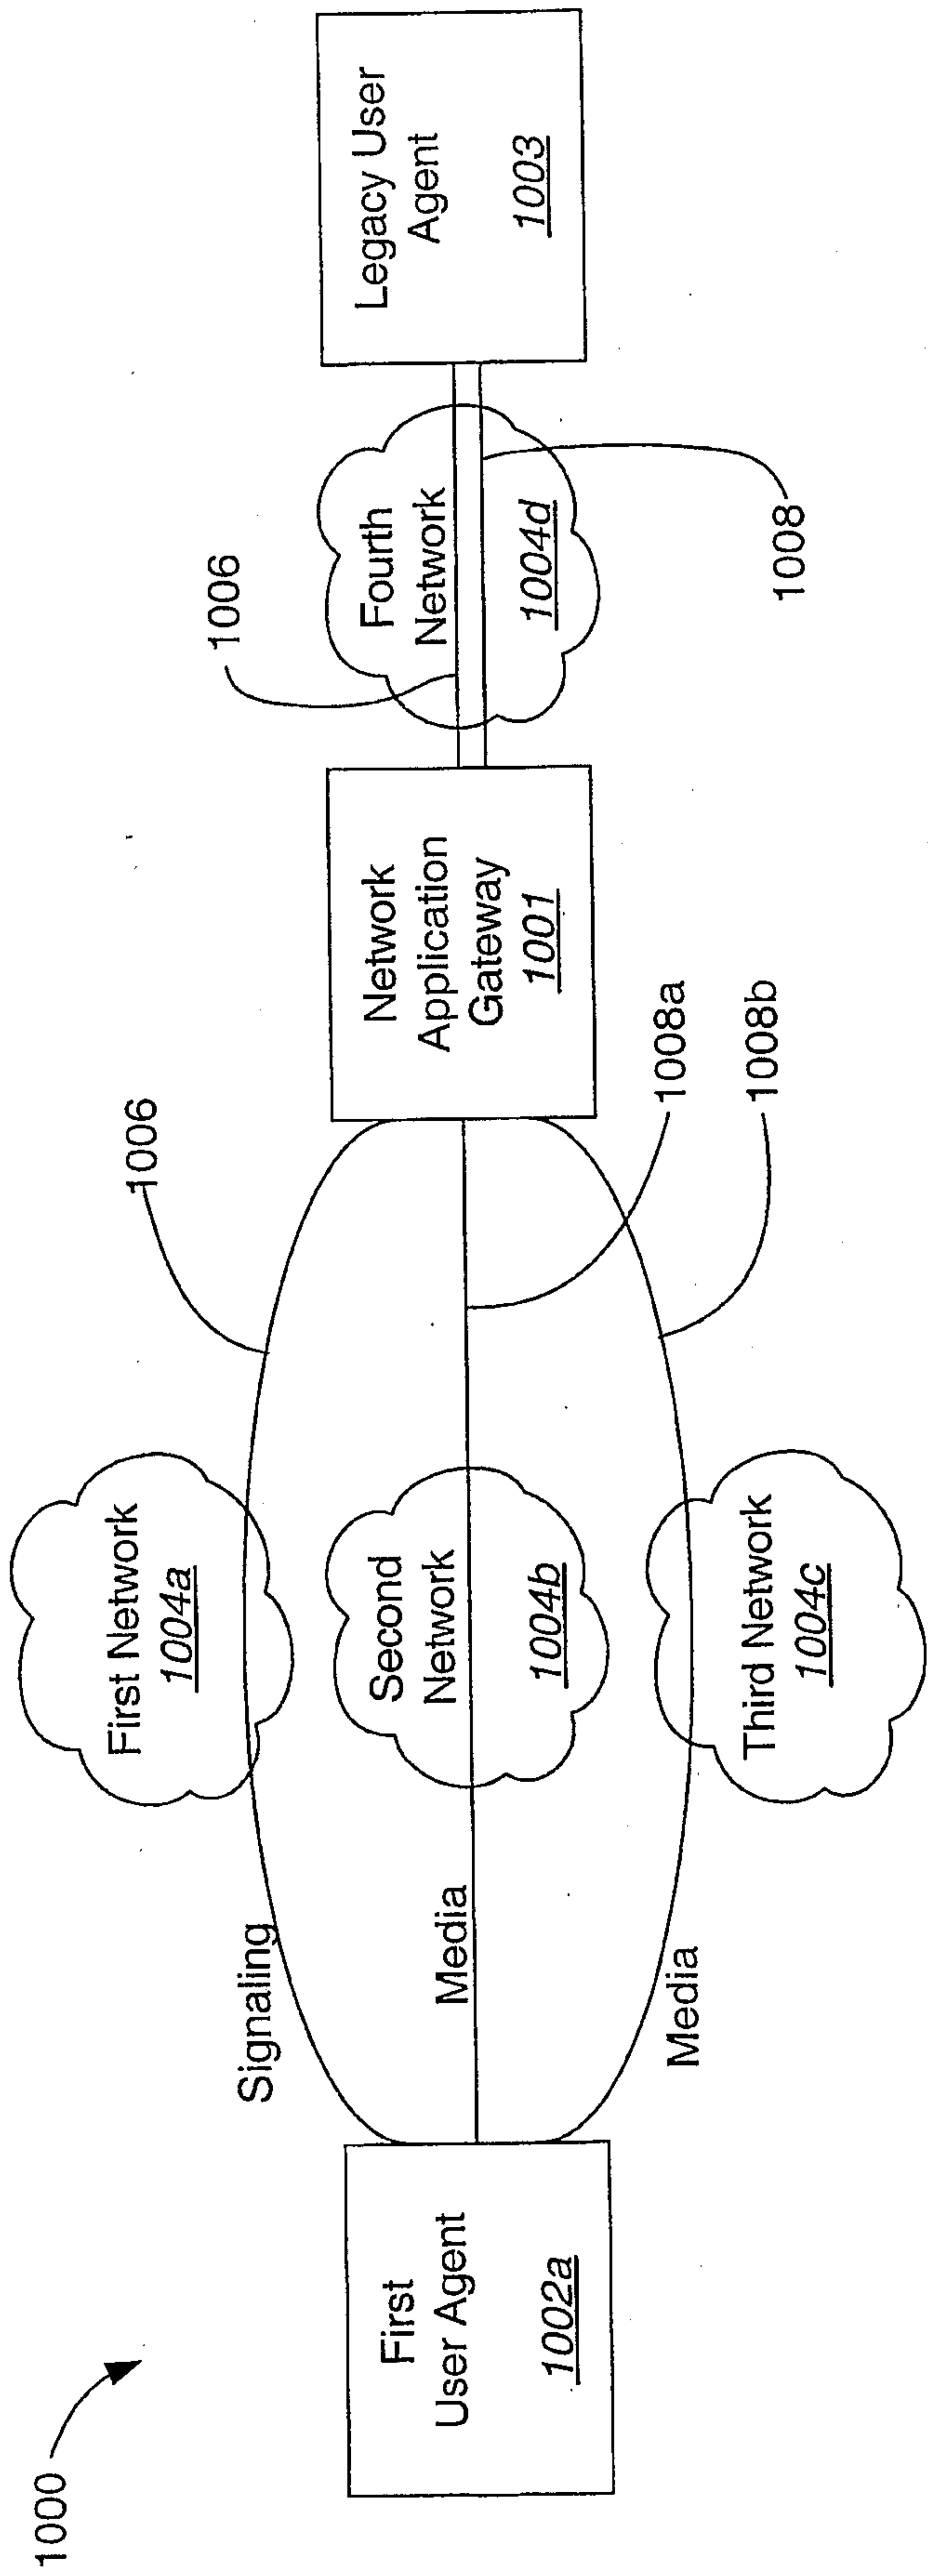 1000
First
User Agent
1002a
Signaling
Media
Media
First Network
1004a
Second
Network
1004b
Third Network
1004c
1006
1008a
1008b
Network
Application
Gateway
1001
1006
Fourth
Network
1004d
1008
Legacy User
Agent
1003